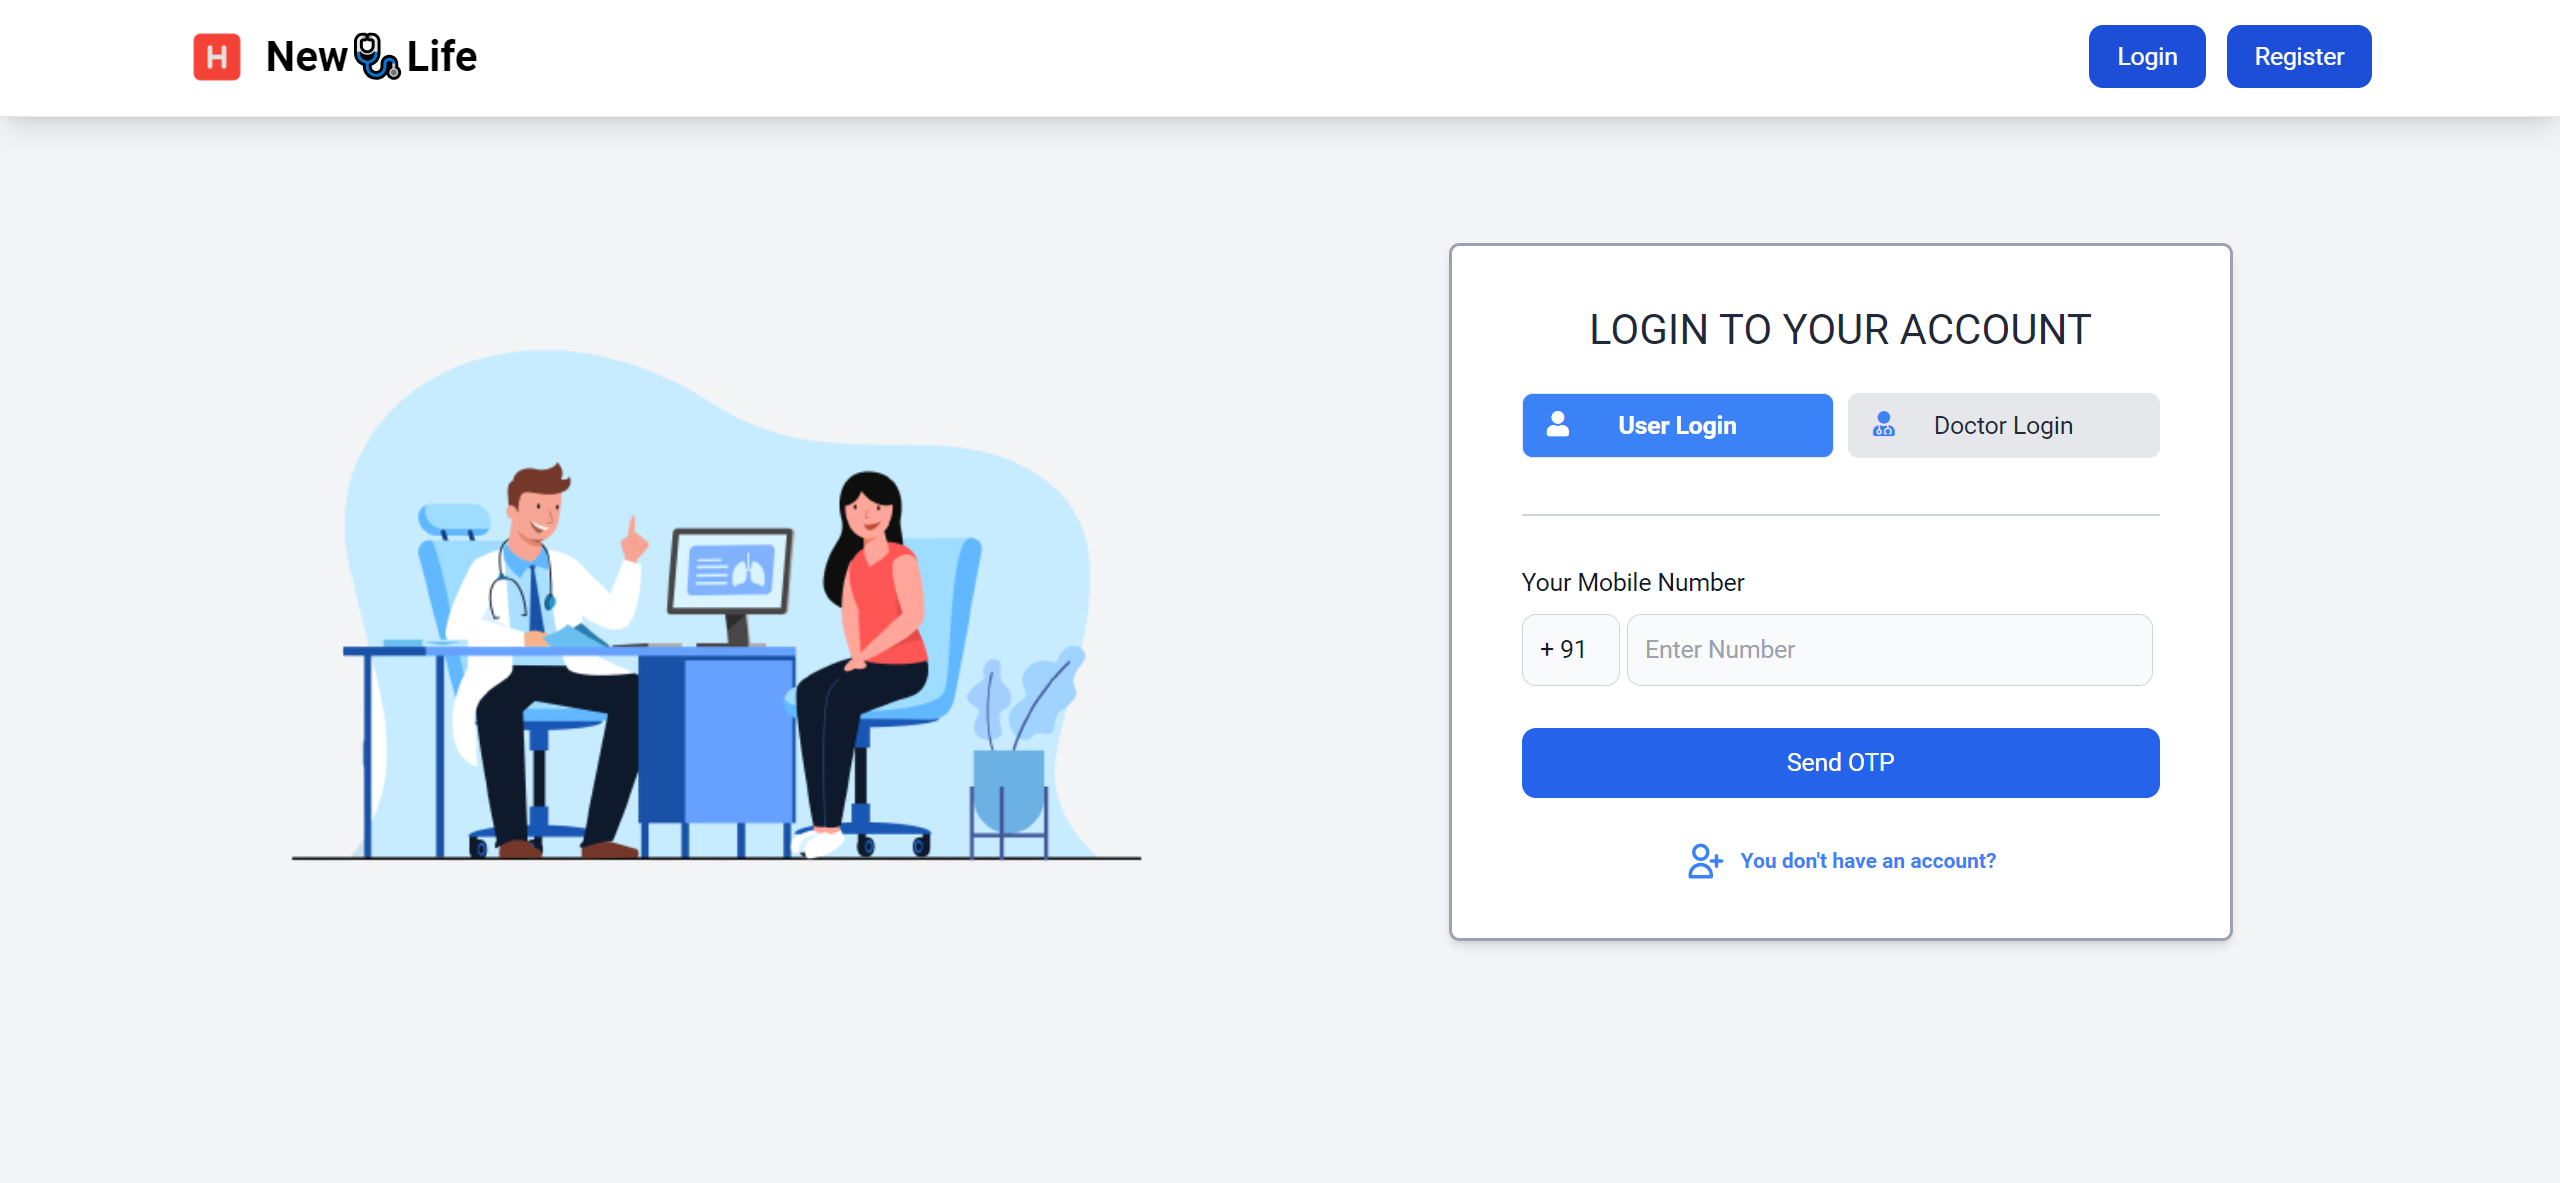 H New Life
Login Register
LOGIN TO YOUR ACCOUNT
User Login Doctor Login
Your Mobile Number
+ 91 Enter Number
Send OTP
You don't have an account?